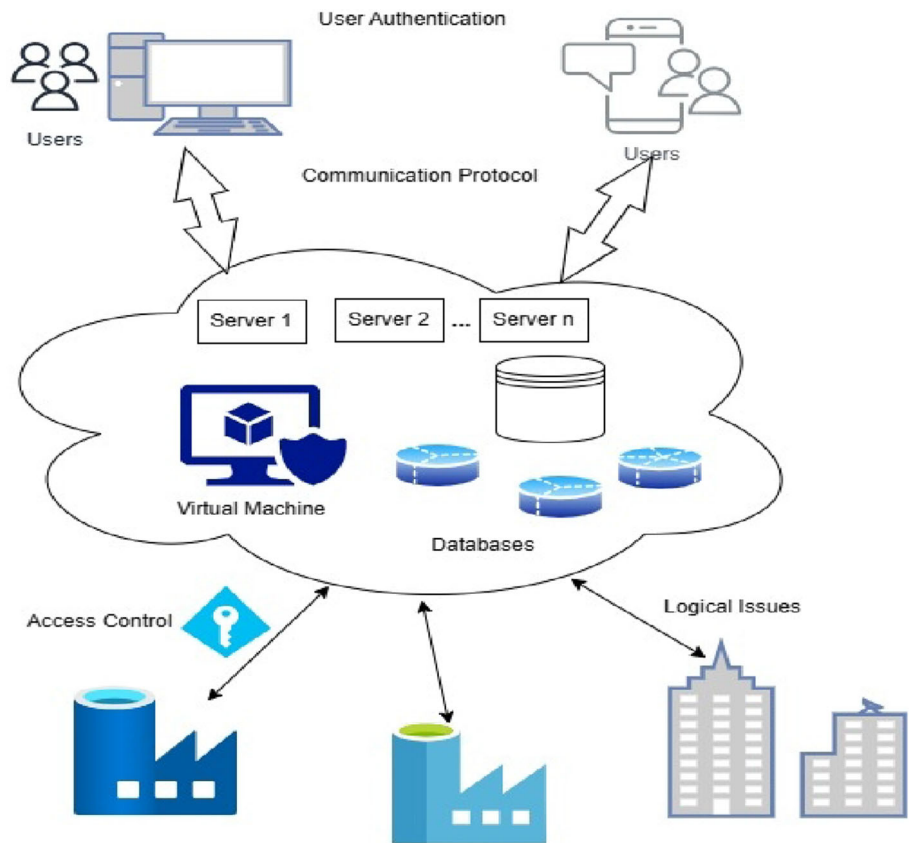 User Authentication
Users
Users
Communication Protocol
Server 1
Server 2
...
Server n
Virtual Machine
Databases
Access Control
Logical Issues